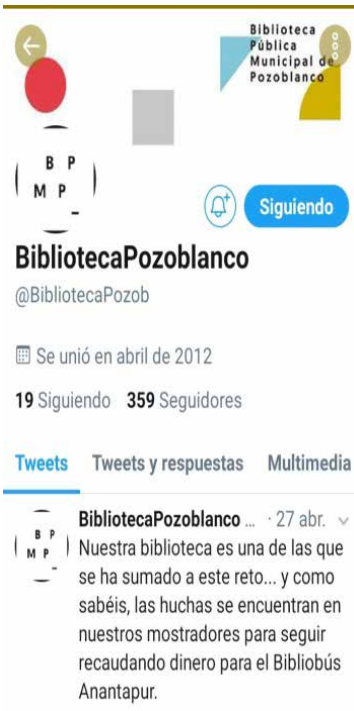 Biblioteca
Pública
Municipal de
Pozoblanco
B P
M P _
Siguiendo
BibliotecaPozoblanco
@BibliotecaPozob
Se unió en abril de 2012
19 Siguiendo 359 Seguidores
Tweets Tweets y respuestas Multimedia
B P
M P _
BibliotecaPozoblanco ... · 27 abr.
Nuestra biblioteca es una de las que
se ha sumado a este reto... y como
sabéis, las huchas se encuentran en
nuestros mostradores para seguir
recaudando dinero para el Bibliobús
Anantapur.